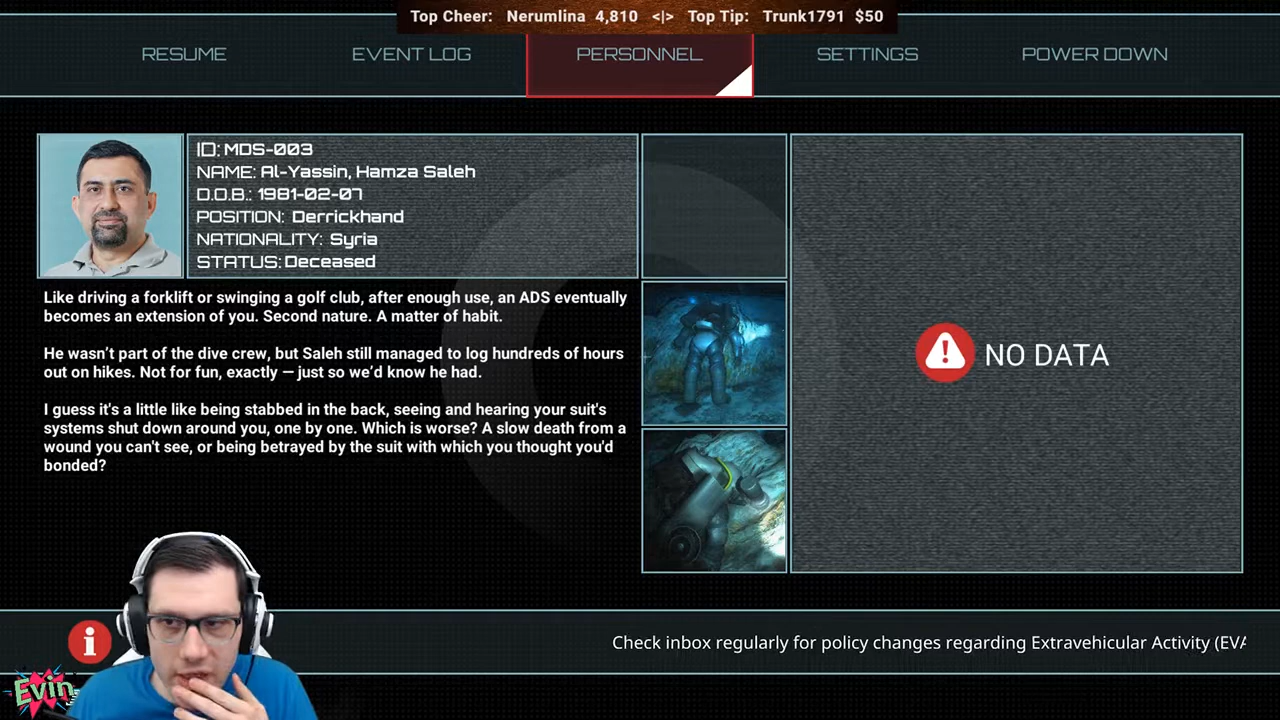 Top Cheer: Nerumlina 4,810 <|> Top Tip: Trunk1791 $50
RESUME
EVENT LOG
PERSONNEL
SETTINGS
POWER DOWN
ID: MDS-003
NAME: Al-Yassin, Hamza Saleh
D.O.B.: 1981-02-07
POSITION: Derrickhand
NATIONALITY: Syria
STATUS: Deceased
Like driving a forklift or swinging a golf club, after enough use, an ADS eventually
becomes an extension of you. Second nature. A matter of habit.
He wasn’t part of the dive crew, but Saleh still managed to log hundreds of hours
out on hikes. Not for fun, exactly — just so we’d know he had.
I guess it's a little like being stabbed in the back, seeing and hearing your suit's
systems shut down around you, one by one. Which is worse? A slow death from a
wound you can't see, or being betrayed by the suit with which you thought you'd
bonded?
NO DATA
Check inbox regularly for policy changes regarding Extravehicular Activity (EVA
Evin